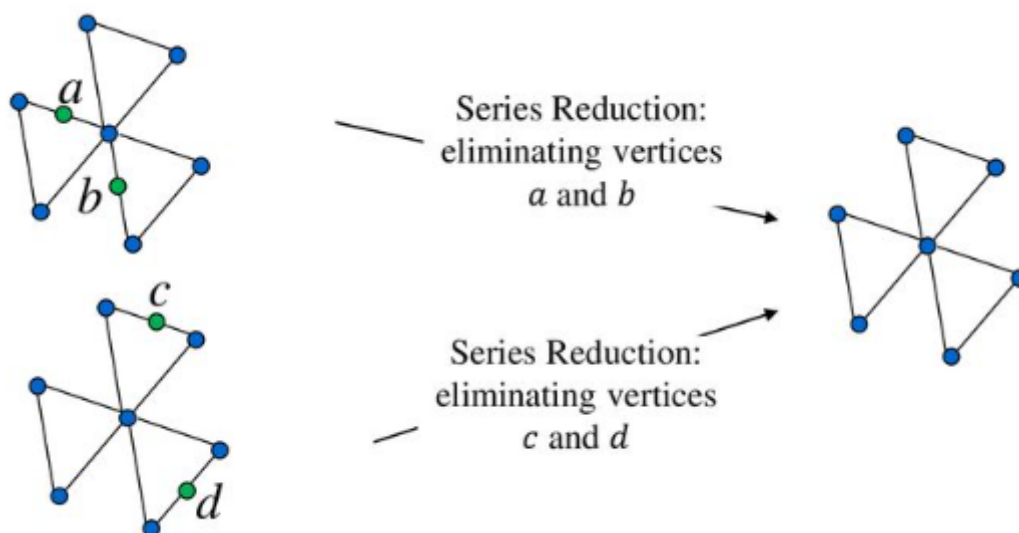 a
b
Series Reduction:
eliminating vertices
a and b
c
d
Series Reduction:
eliminating vertices
c and d